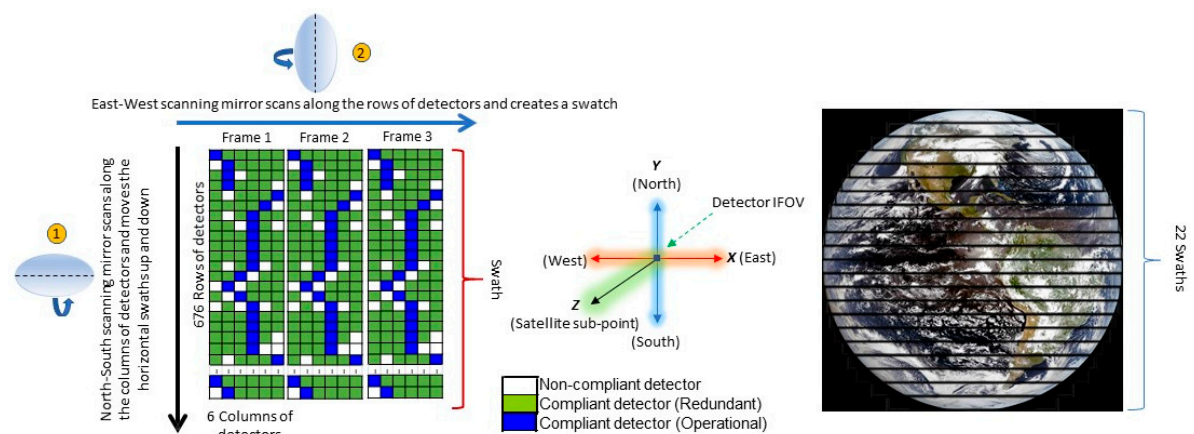 2
East-West scanning mirror scans along the rows of detectors and creates a swatch
Frame 1
Frame 2
Frame 3
1
North-South scanning mirror scans along
the columns of detectors and moves the
horizontal swaths up and down
676 Rows of detectors
6 Columns of
detectors
Swath
Y
(North)
Detector IFOV
(West)
X (East)
Z
(Satellite sub-point)
(South)
Non-compliant detector
Compliant detector (Redundant)
Compliant detector (Operational)
22 Swaths